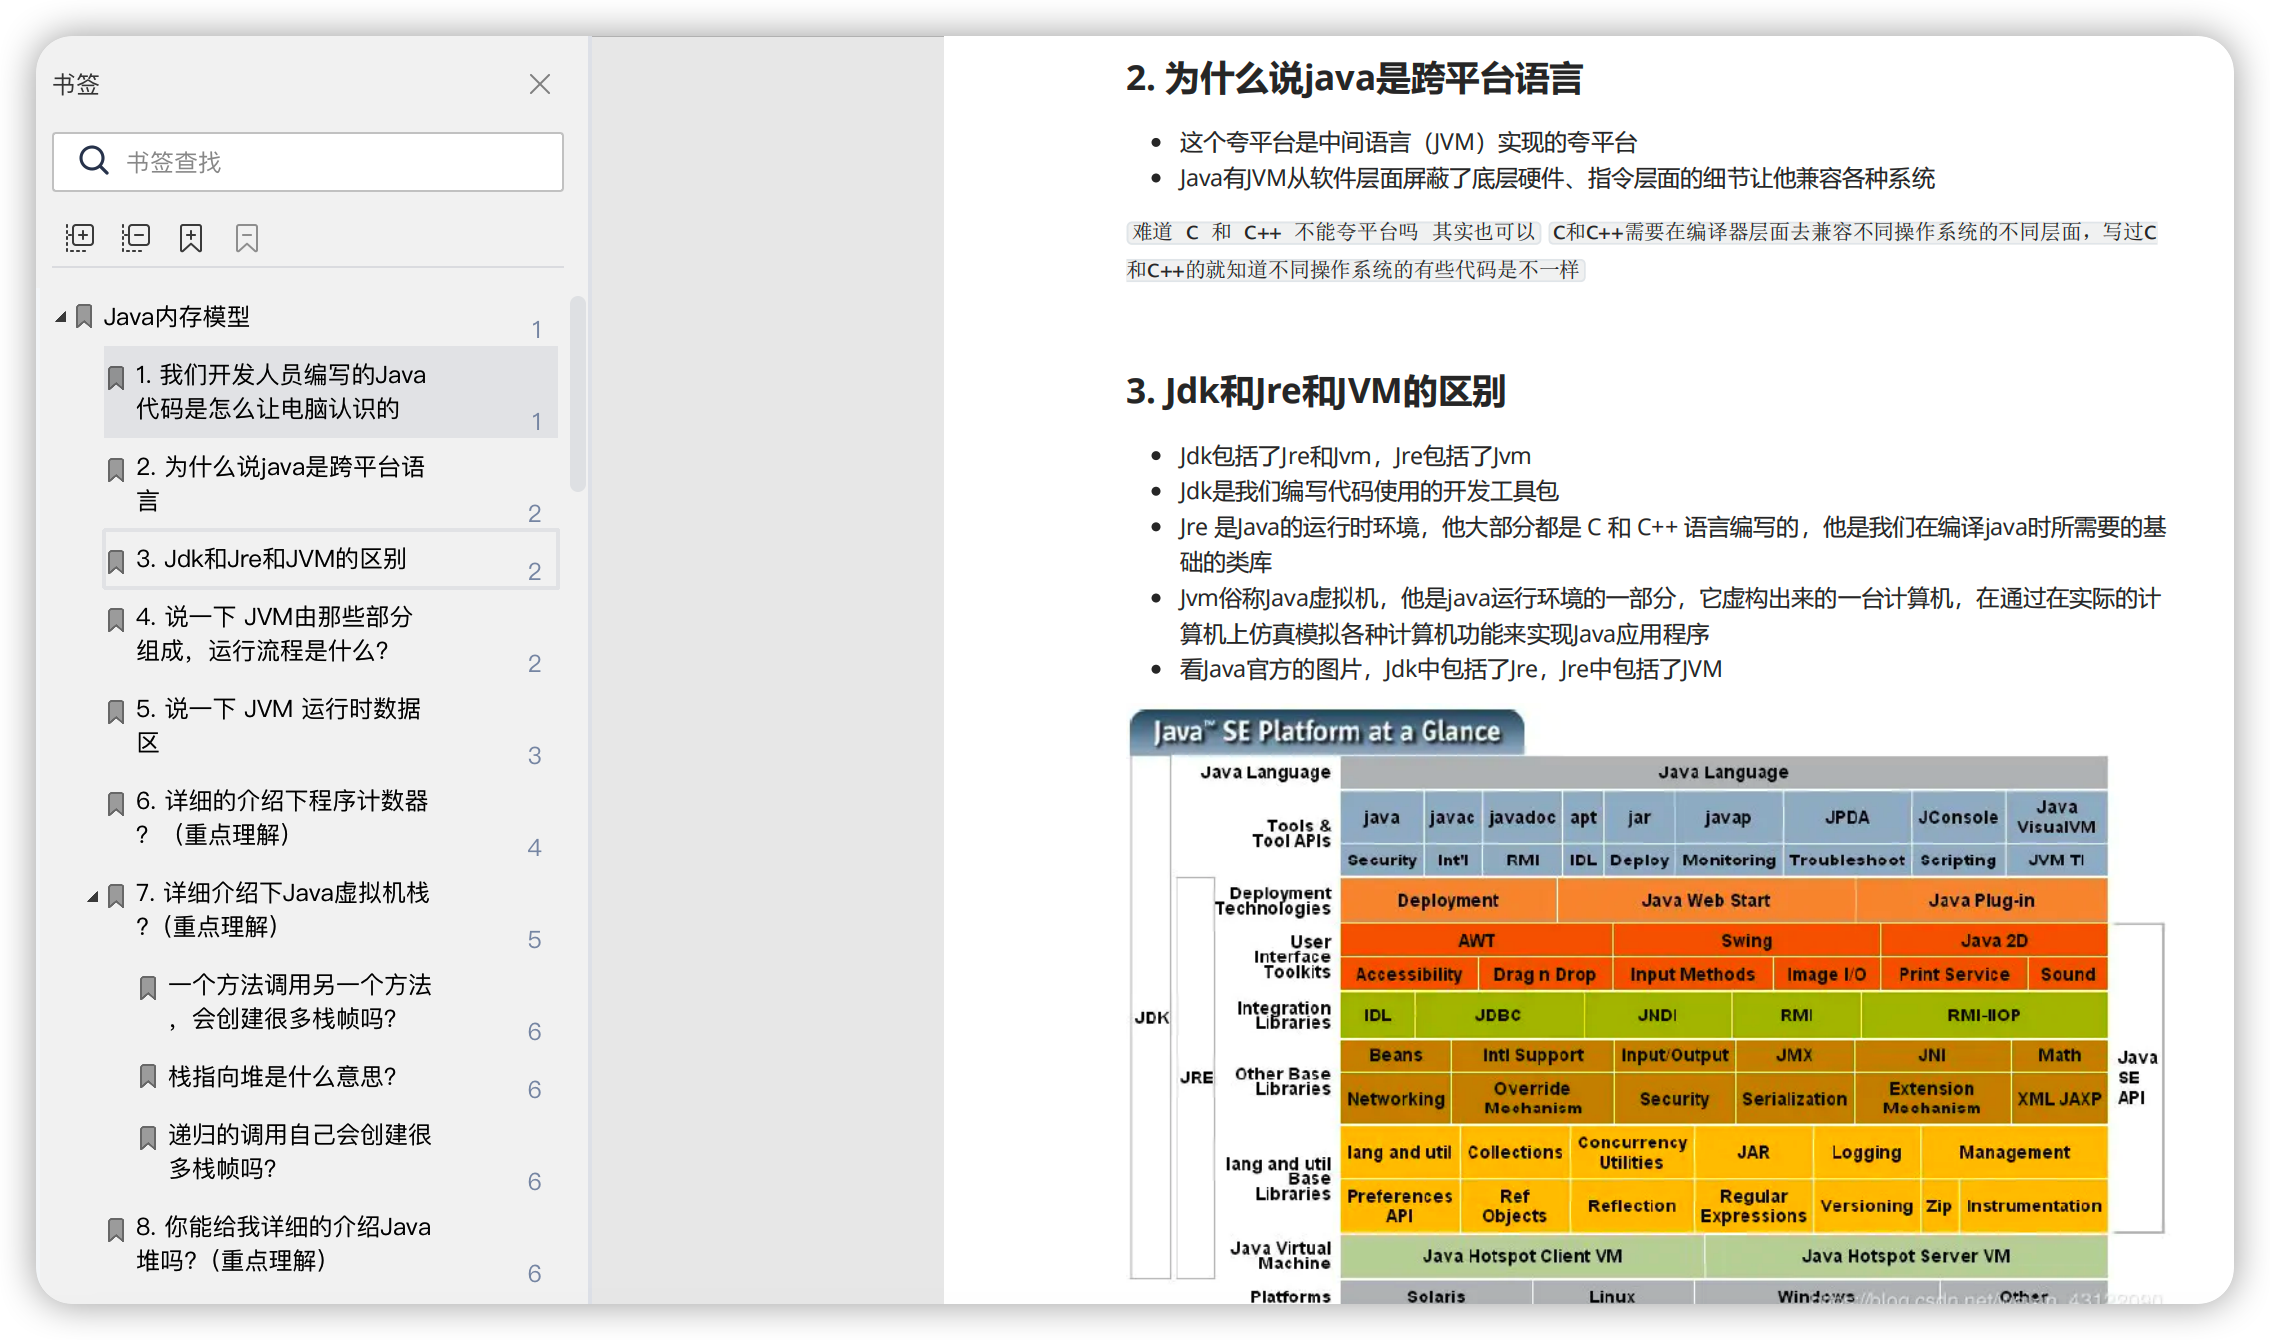 书签
书签查找
Java内存模型
1
1. 我们开发人员编写的Java
代码是怎么让电脑认识的
1
2. 为什么说java是跨平台语
言
2
3. Jdk和Jre和JVM的区别
2
4. 说一下 JVM由那些部分
组成，运行流程是什么？
2
5. 说一下 JVM 运行时数据
区
3
6. 详细的介绍下程序计数器
？（重点理解）
4
7. 详细介绍下Java虚拟机栈
？（重点理解）
5
一个方法调用另一个方法
，会创建很多栈帧吗？
6
栈指向堆是什么意思？
6
递归的调用自己会创建很
多栈帧吗？
6
8. 你能给我详细的介绍Java
堆吗？（重点理解）
6
2. 为什么说java是跨平台语言
这个夸平台是中间语言（JVM）实现的夸平台
Java有JVM从软件层面屏蔽了底层硬件、指令层面的细节让他兼容各种系统
难道 C 和 C++ 不能夸平台吗 其实也可以 C和C++需要在编译器层面去兼容不同操作系统的不同层面，写过C
和C++的就知道不同操作系统的有些代码是不一样
3. Jdk和Jre和JVM的区别
Jdk包括了Jre和Jvm，Jre包括了Jvm
Jdk是我们编写代码使用的开发工具包
Jre 是Java的运行时环境，他大部分都是 C 和 C++ 语言编写的，他是我们在编译java时所需要的基
础的类库
Jvm俗称Java虚拟机，他是java运行环境的一部分，它虚构出来的一台计算机，在通过在实际的计
算机上仿真模拟各种计算机功能来实现Java应用程序
看Java官方的图片，Jdk中包括了Jre，Jre中包括了JVM
Java™ SE Platform at a Glance
Java Language Java Language
Tools & Tool APIs
java javac javadoc apt jar javap JPDA JConsole Java VisualVM
Security Int'l RMI IDL Deploy Monitoring Troubleshoot Scripting JVM TI
Deployment Technologies
Deployment Java Web Start Java Plug-in
User Interface Toolkits
AWT Swing Java 2D
Accessibility Drag n Drop Input Methods Image I/O Print Service Sound
Integration Libraries
IDL JDBC JNDI RMI RMI-IIOP
JDK
JRE
Other Base Libraries
Beans Intl Support Input/Output JMX JNI Math
Networking Override Mechanism Security Serialization Extension Mechanism XML JAXP
Java SE API
lang and util Base Libraries
lang and util Collections Concurrency Utilities JAR Logging Management
Preferences API Ref Objects Reflection Regular Expressions Versioning Zip Instrumentation
Java Virtual Machine
Java Hotspot Client VM Java Hotspot Server VM
Platforms Solaris Linux Windows Other